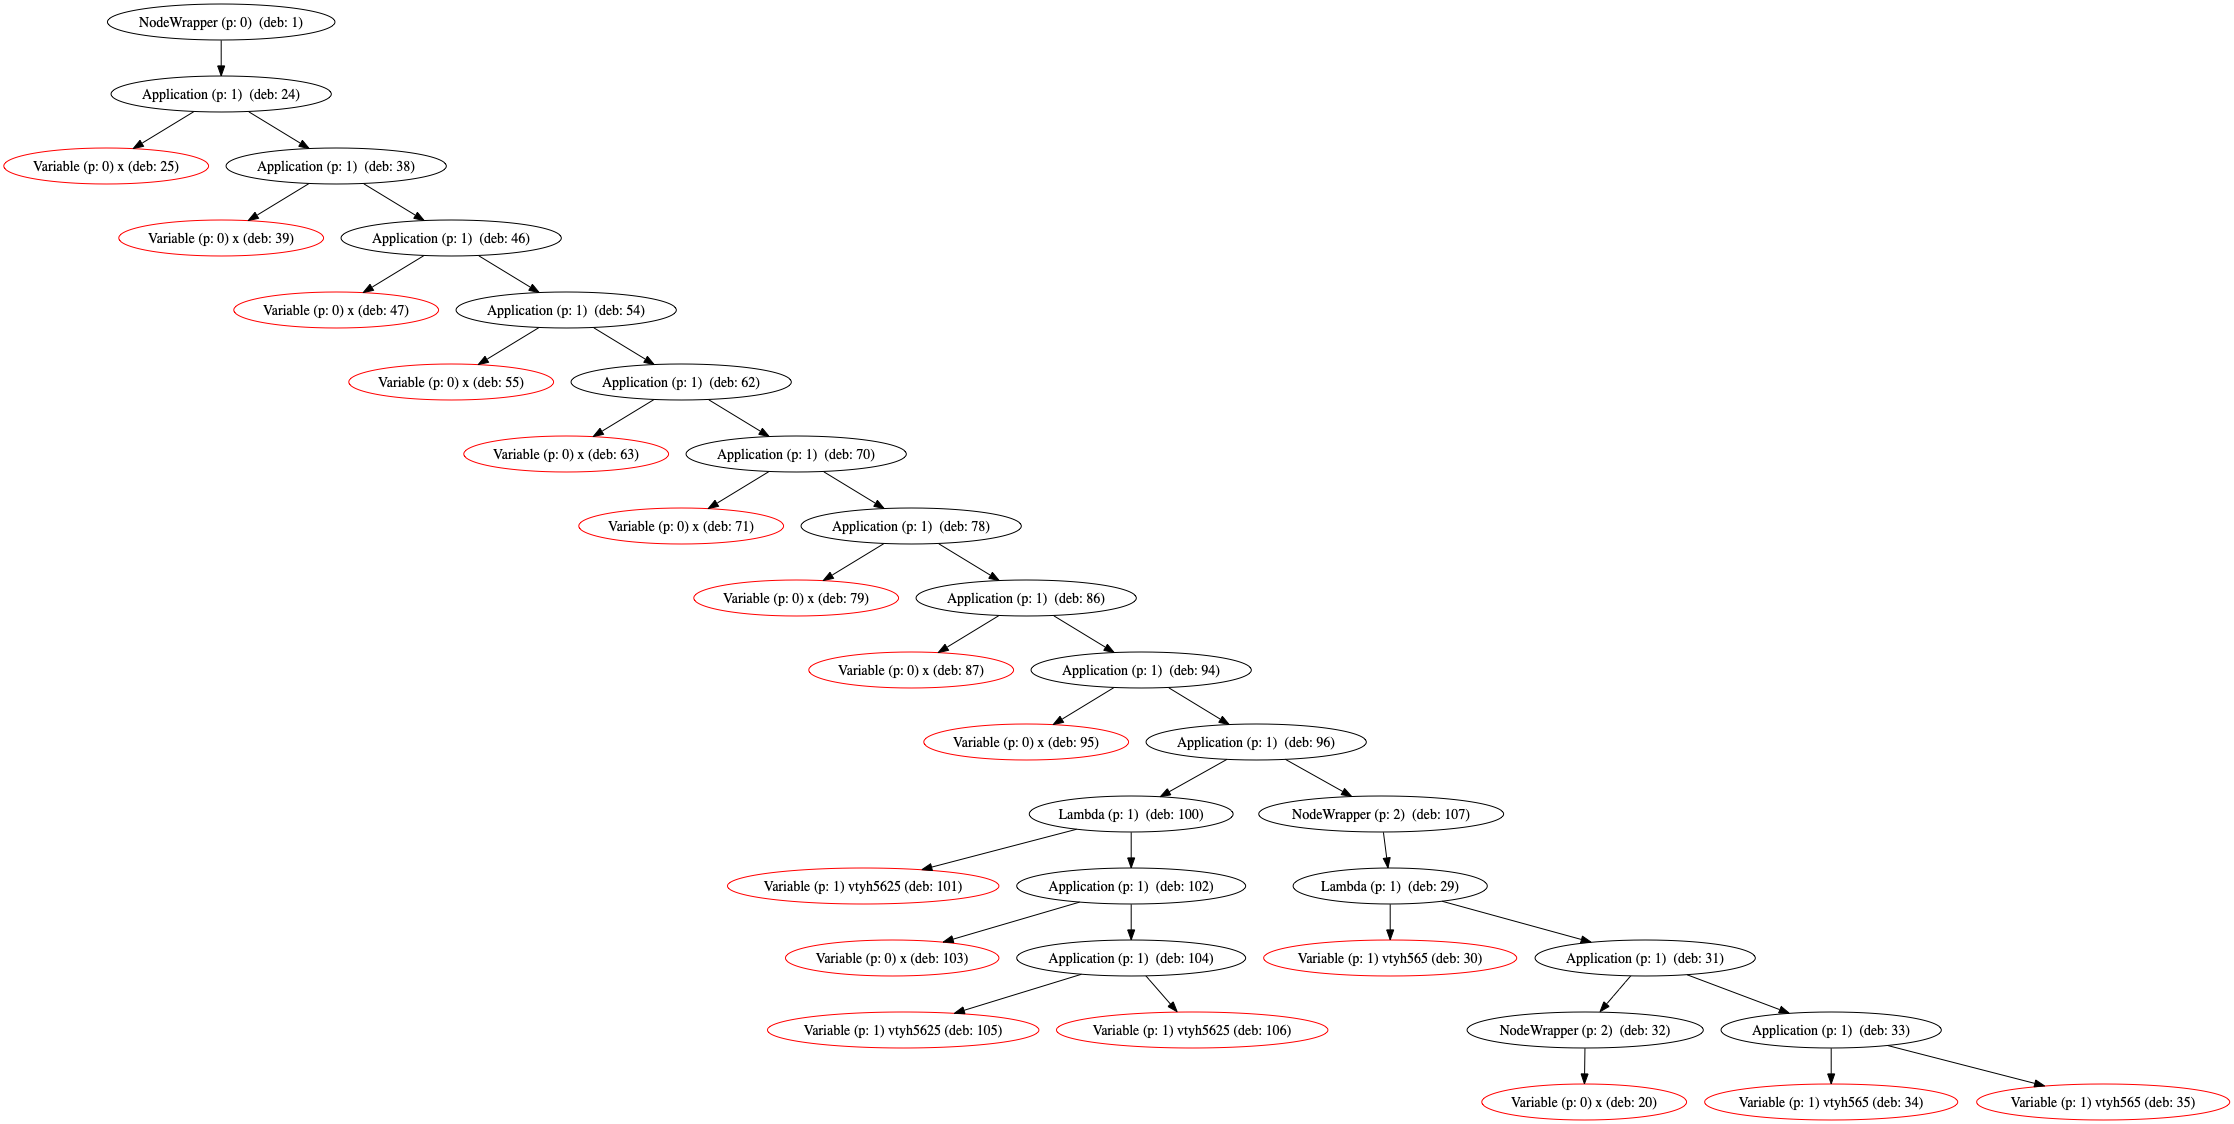 NodeWrapper (p: 0)  (deb: 1)
Application (p: 1)  (deb: 24)
Variable (p: 0) x (deb: 25)
Application (p: 1)  (deb: 38)
Variable (p: 0) x (deb: 39)
Application (p: 1)  (deb: 46)
Variable (p: 0) x (deb: 47)
Application (p: 1)  (deb: 54)
Variable (p: 0) x (deb: 55)
Application (p: 1)  (deb: 62)
Variable (p: 0) x (deb: 63)
Application (p: 1)  (deb: 70)
Variable (p: 0) x (deb: 71)
Application (p: 1)  (deb: 78)
Variable (p: 0) x (deb: 79)
Application (p: 1)  (deb: 86)
Variable (p: 0) x (deb: 87)
Application (p: 1)  (deb: 94)
Variable (p: 0) x (deb: 95)
Application (p: 1)  (deb: 96)
Lambda (p: 1)  (deb: 100)
NodeWrapper (p: 2)  (deb: 107)
Variable (p: 1) vtyh5625 (deb: 101)
Application (p: 1)  (deb: 102)
Lambda (p: 1)  (deb: 29)
Variable (p: 0) x (deb: 103)
Application (p: 1)  (deb: 104)
Variable (p: 1) vtyh565 (deb: 30)
Application (p: 1)  (deb: 31)
Variable (p: 1) vtyh5625 (deb: 105)
Variable (p: 1) vtyh5625 (deb: 106)
NodeWrapper (p: 2)  (deb: 32)
Application (p: 1)  (deb: 33)
Variable (p: 0) x (deb: 20)
Variable (p: 1) vtyh565 (deb: 34)
Variable (p: 1) vtyh565 (deb: 35)